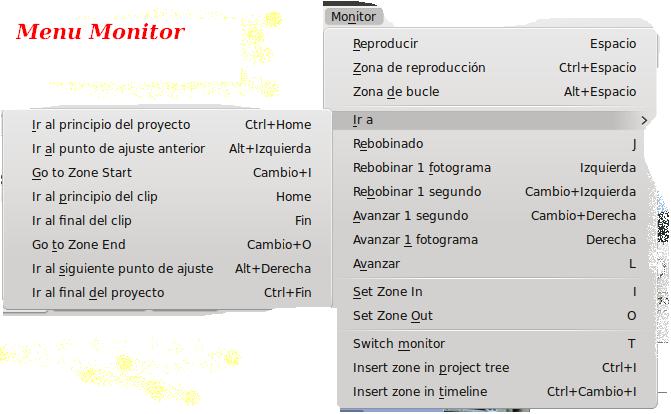 Menu Monitor
Monitor
Reproducir Espacio
Zona de reproducción Ctrl+Espacio
Zona de bucle Alt+Espacio
Ir a
Rebobinado J
Rebobinar 1 fotograma Izquierda
Rebobinar 1 segundo Cambio+Izquierda
Avanzar 1 segundo Cambio+Derecha
Avanzar 1 fotograma Derecha
Avanzar L
Set Zone In I
Set Zone Out O
Switch monitor T
Insert zone in project tree Ctrl+I
Insert zone in timeline Ctrl+Cambio+I
Ir al principio del proyecto Ctrl+Home
Ir al punto de ajuste anterior Alt+Izquierda
Go to Zone Start Cambio+I
Ir al principio del clip Home
Ir al final del clip Fin
Go to Zone End Cambio+O
Ir al siguiente punto de ajuste Alt+Derecha
Ir al final del proyecto Ctrl+Fin